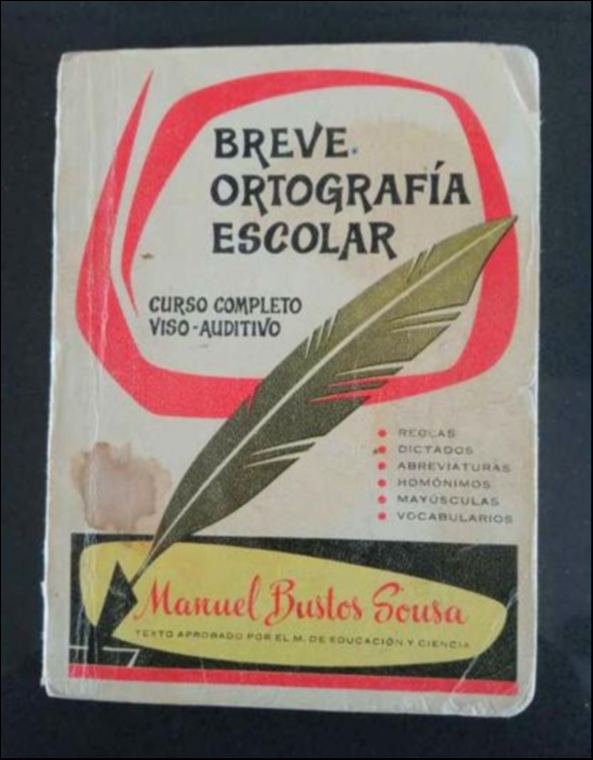 BREVE
ORTOGRAFÍA
ESCOLAR
CURSO COMPLETO
VISO-AUDITIVO
REGLAS
DICTADOS
ABREVIATURAS
HOMÓNIMOS
MAYÚSCULAS
VOCABULARIOS
Manuel Bustos Sousa
TEXTO APROBADO POR EL M. DE EDUCACIÓN Y CIENCIA